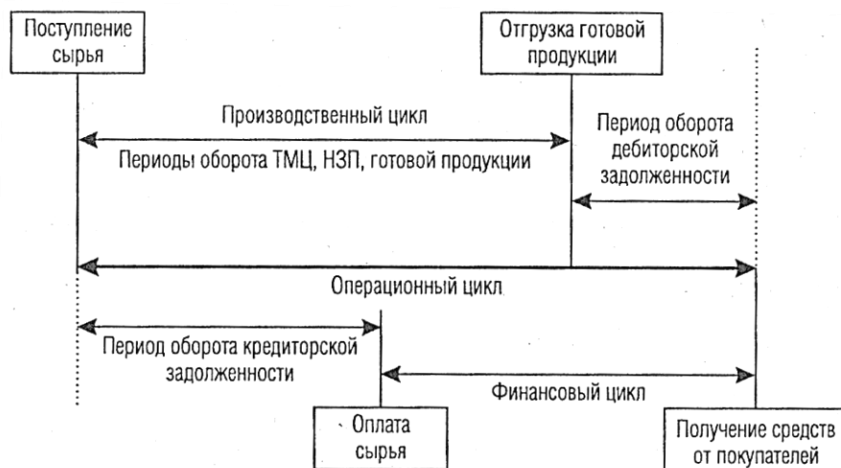 Поступление
сырья
Отгрузка готовой
продукции
Производственный цикл
Периоды оборота ТМЦ, НЗП, готовой продукции
Период оборота
дебиторской
задолженности
Операционный цикл
Период оборота кредиторской
задолженности
Финансовый цикл
Оплата
сырья
Получение средств
от покупателей